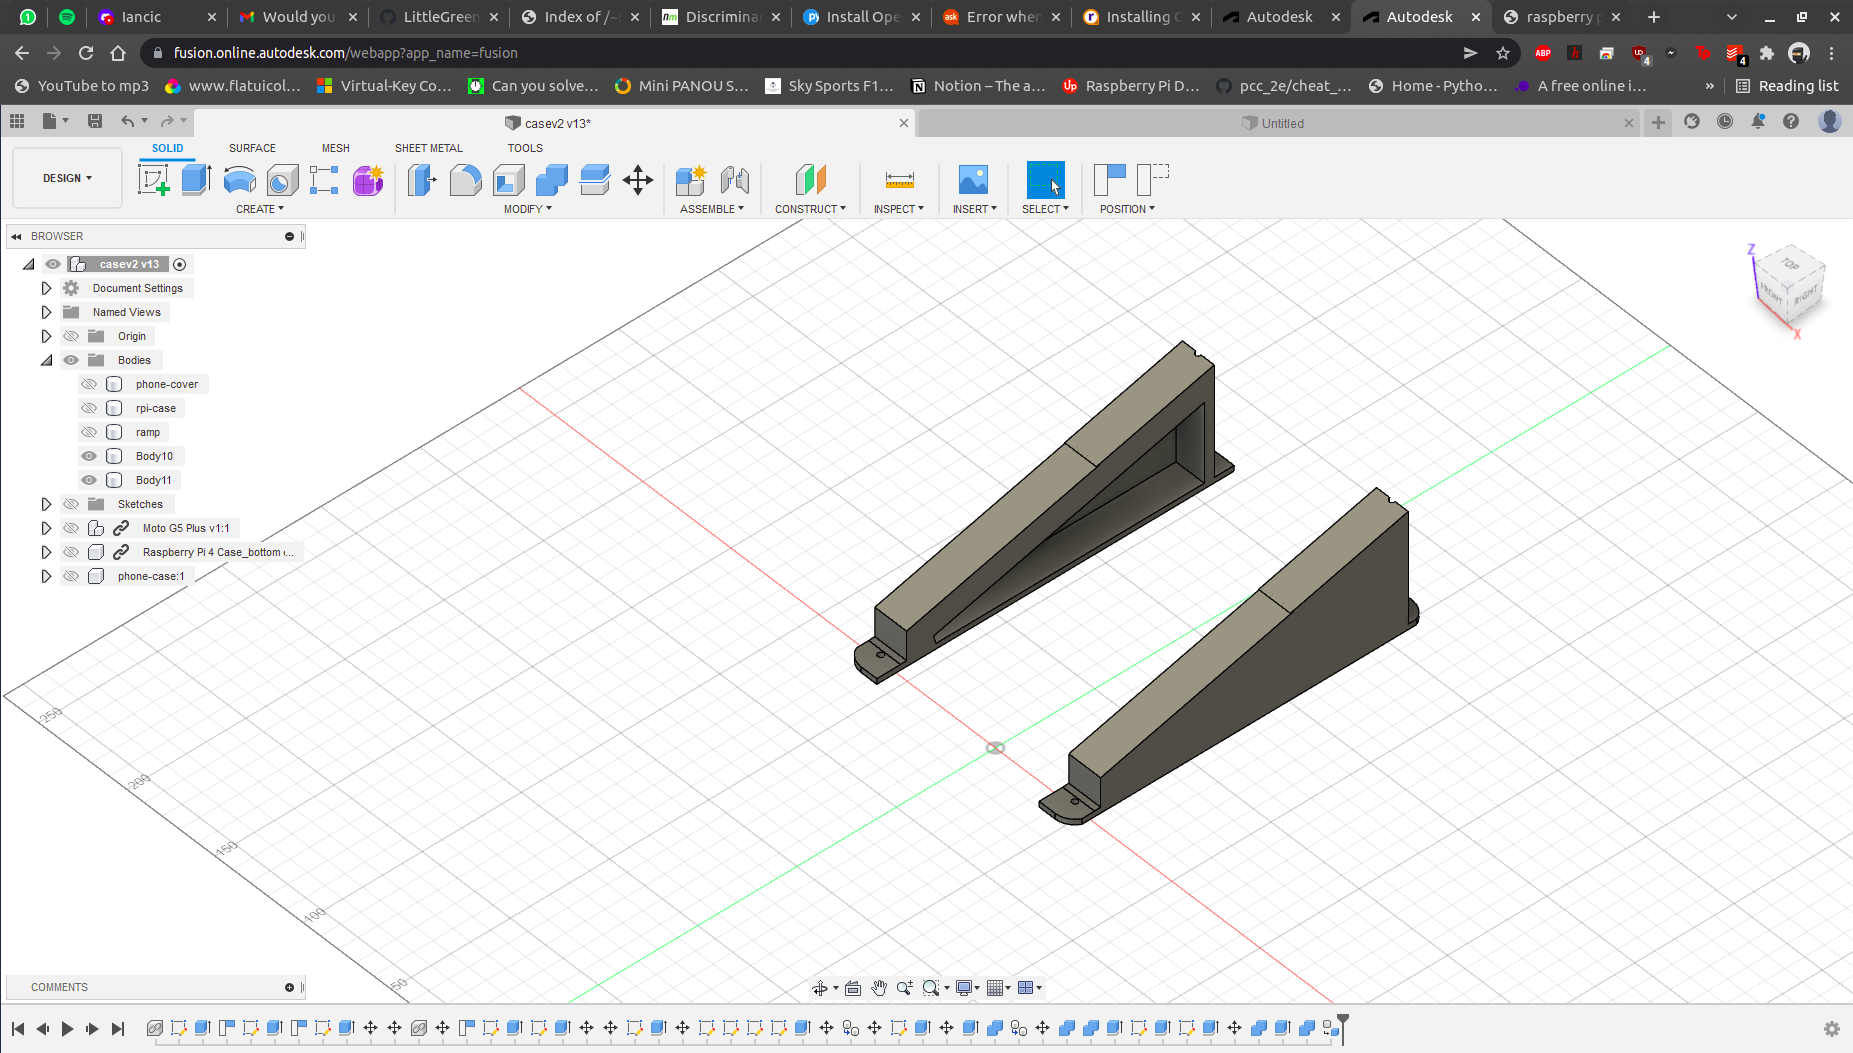 Iancic
Would you
LittleGreen
Index of /~
Discrimina
Install Ope
Error when
Installing C
Autodesk
Autodesk
raspberry p
fusion.online.autodesk.com/webapp?app_name=fusion
YouTube to mp3
www.flatuicol...
Virtual-Key Co...
Can you solve...
Mini PANOU S...
Sky Sports F1...
Notion – The a...
Raspberry Pi D...
pcc_2e/cheat_...
Home - Pytho...
A free online i...
»
Reading list
casev2 v13*
Untitled
DESIGN
SOLID
SURFACE
MESH
SHEET METAL
TOOLS
CREATE
MODIFY
ASSEMBLE
CONSTRUCT
INSPECT
INSERT
SELECT
POSITION
BROWSER
casev2 v13
Document Settings
Named Views
Origin
Bodies
phone-cover
rpi-case
ramp
Body10
Body11
Sketches
Moto G5 Plus v1:1
Raspberry Pi 4 Case_bottom ...
phone-case:1
Z
TOP
FRONT
RIGHT
X
250
200
150
100
50
COMMENTS